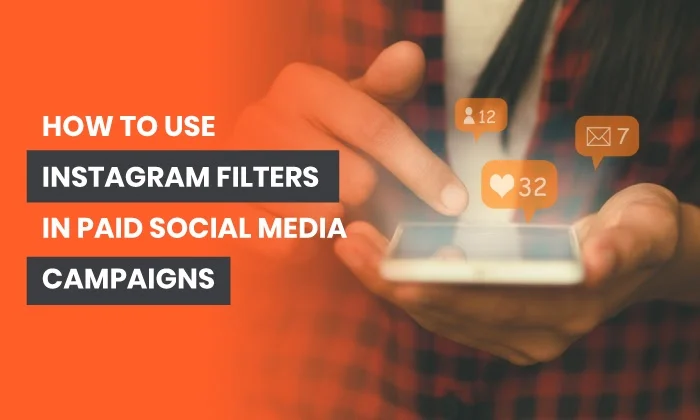 HOW TO USE
INSTAGRAM FILTERS
IN PAID SOCIAL MEDIA
CAMPAIGNS
12
7
32